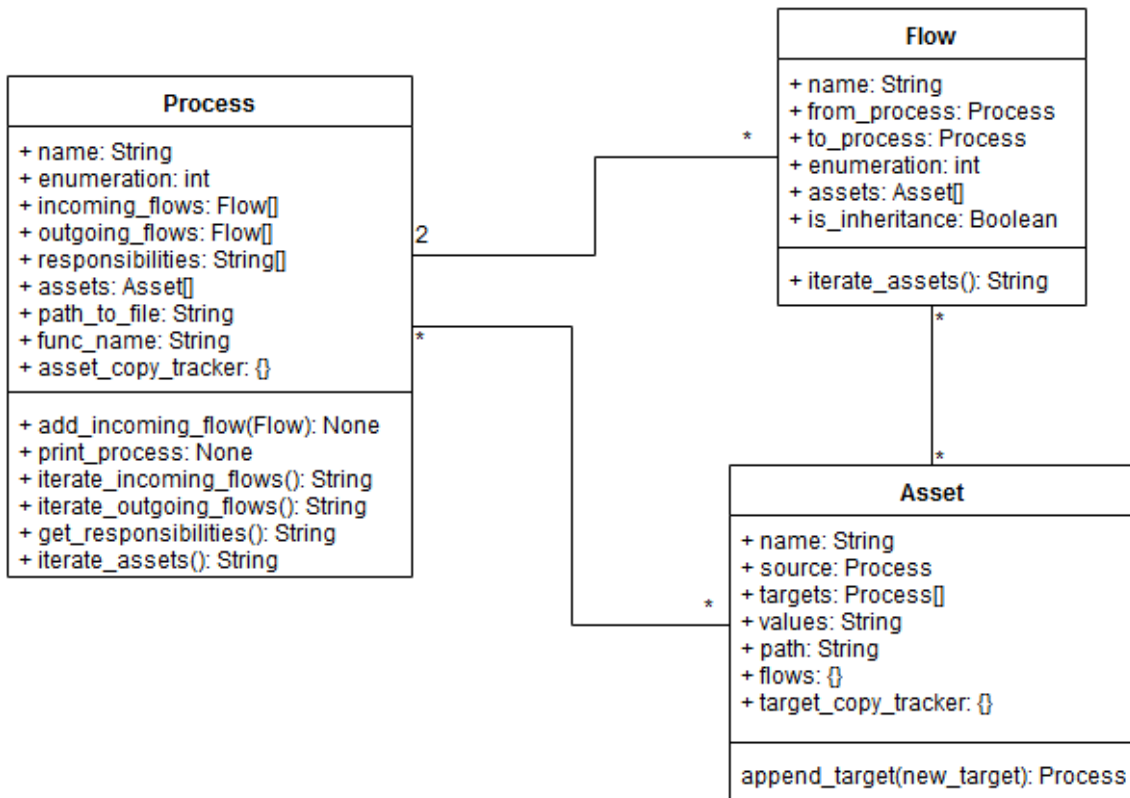 Process
+ name: String
+ enumeration: int
+ incoming_flows: Flow[]
+ outgoing_flows: Flow[]
+ responsibilities: String[]
+ assets: Asset[]
+ path_to_file: String
+ func_name: String
+ asset_copy_tracker: {}
+ add_incoming_flow(Flow): None
+ print_process: None
+ iterate_incoming_flows(): String
+ iterate_outgoing_flows(): String
+ get_responsibilities(): String
+ iterate_assets(): String
2
*
*
*
Flow
+ name: String
+ from_process: Process
+ to_process: Process
+ enumeration: int
+ assets: Asset[]
+ is_inheritance: Boolean
+ iterate_assets(): String
*
*
Asset
+ name: String
+ source: Process
+ targets: Process[]
+ values: String
+ path: String
+ flows: {}
+ target_copy_tracker: {}
append_target(new_target): Process